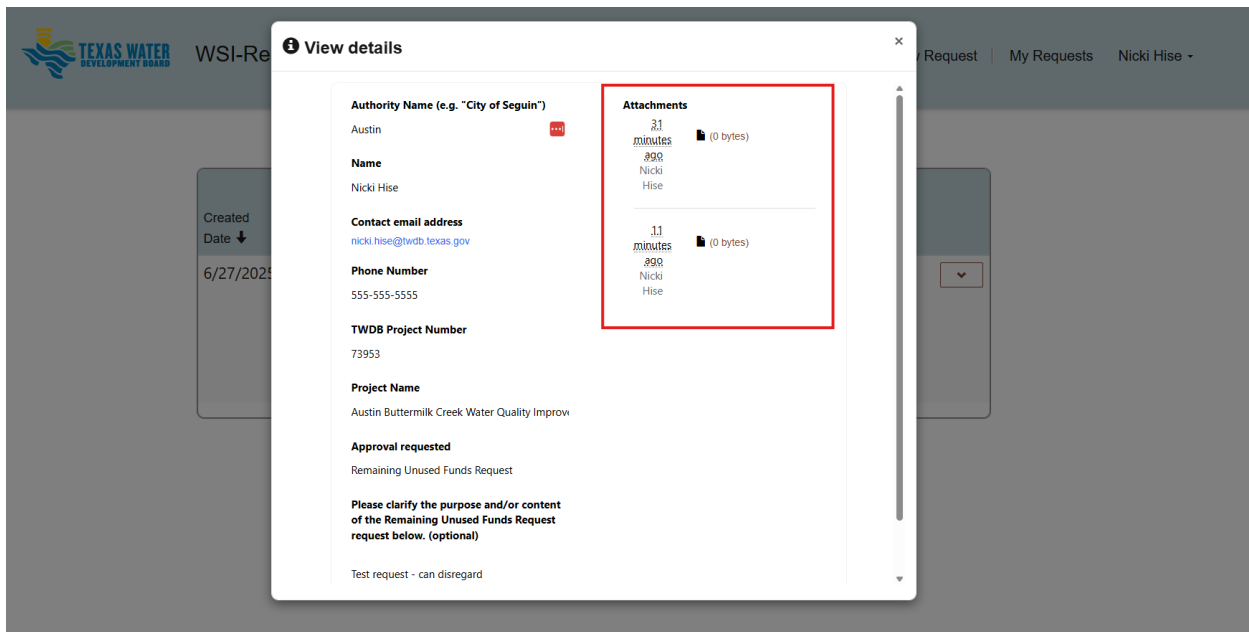 TEXAS WATER
DEVELOPMENT BOARD
WSI-Re
View details
×
Request
My Requests
Nicki Hise
Created
Date
6/27/2025
Authority Name (e.g. "City of Seguin")
Austin
Name
Nicki Hise
Contact email address
nicki.hise@twdb.texas.gov
Phone Number
555-555-5555
TWDB Project Number
73953
Project Name
Austin Buttermilk Creek Water Quality Improv
Approval requested
Remaining Unused Funds Request
Please clarify the purpose and/or content
of the Remaining Unused Funds Request
request below. (optional)
Test request - can disregard
Attachments
31
minutes
ago
Nicki
Hise
(0 bytes)
11
minutes
ago
Nicki
Hise
(0 bytes)